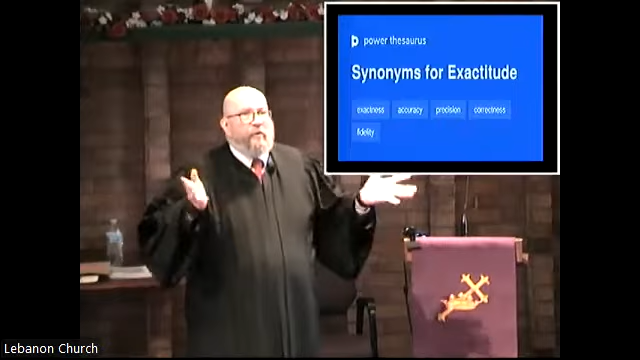 power thesaurus
Synonyms for Exactitude
exactness accuracy precision correctness
fidelity
Lebanon Church